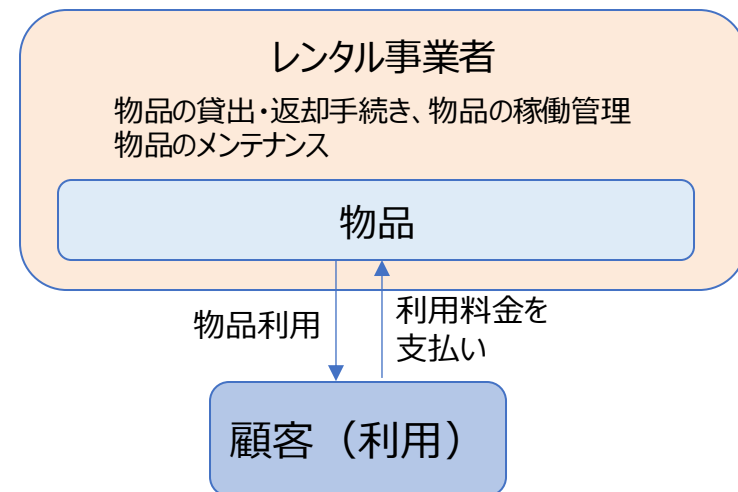 レンタル事業者
物品の貸出・返却手続き、物品の稼働管理
物品のメンテナンス
物品
物品利用
利用料金を
支払い
顧客（利用）